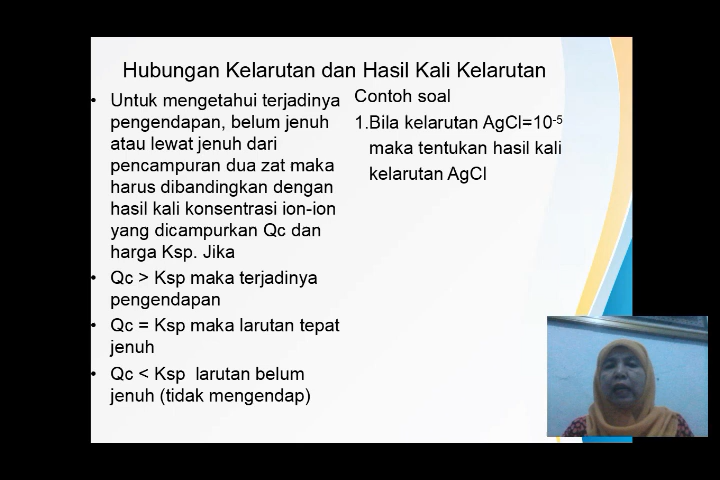 Hubungan Kelarutan dan Hasil Kali Kelarutan
• Untuk mengetahui terjadinya
pengendapan, belum jenuh
atau lewat jenuh dari
pencampuran dua zat maka
harus dibandingkan dengan
hasil kali konsentrasi ion-ion
yang dicampurkan Qc dan
harga Ksp. Jika
• Qc > Ksp maka terjadinya
pengendapan
• Qc = Ksp maka larutan tepat
jenuh
• Qc < Ksp larutan belum
jenuh (tidak mengendap)
Contoh soal
1.Bila kelarutan AgCl=10⁻⁵
maka tentukan hasil kali
kelarutan AgCl